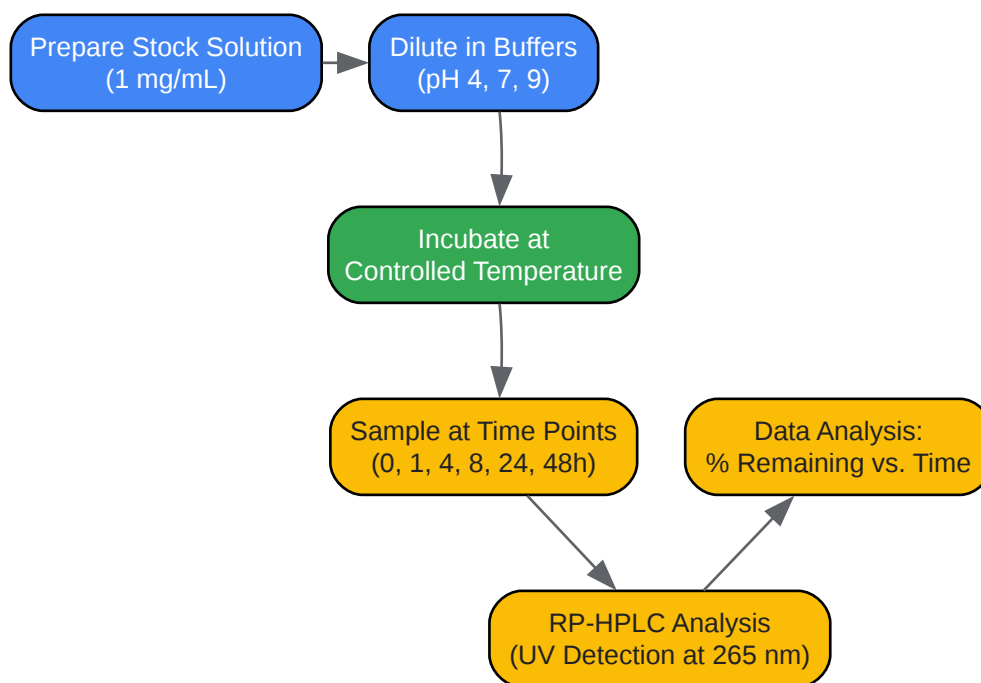 Prepare Stock Solution
(1 mg/mL)
Dilute in Buffers
(pH 4, 7, 9)
Incubate at
Controlled Temperature
Sample at Time Points
(0, 1, 4, 8, 24, 48h)
Data Analysis:
% Remaining vs. Time
RP-HPLC Analysis
(UV Detection at 265 nm)